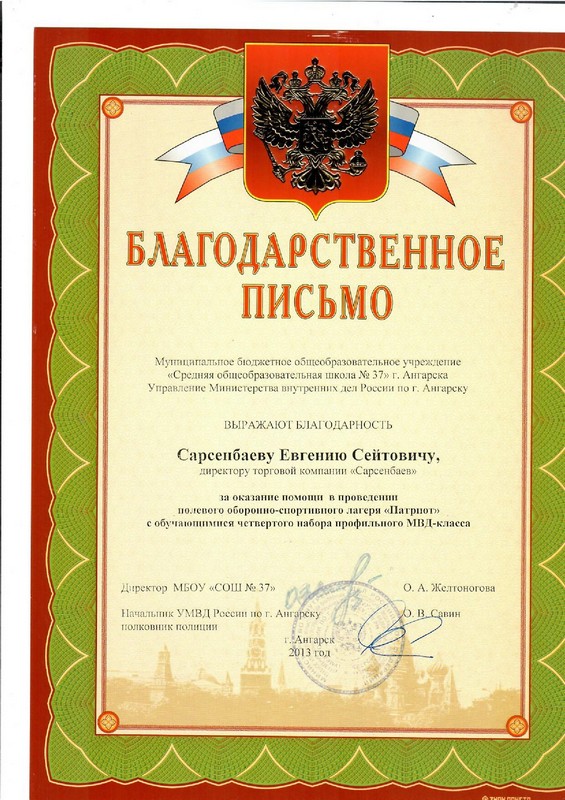 БЛАГОДАРСТВЕННОЕ
ПИСЬМО
Муниципальное бюджетное общеобразовательное учреждение
«Средняя общеобразовательная школа № 37» г. Ангарска
Управление Министерства внутренних дел России по г. Ангарску
ВЫРАЖАЮТ БЛАГОДАРНОСТЬ
Сарсенбаеву Евгению Сейтовичу,
директору торговой компании «Сарсенбаев»
за оказание помощи в проведении
полевого оборонно-спортивного лагеря «Патриот»
с обучающимися четвертого набора профильного МВД-класса
Директор МБОУ «СОШ № 37» О. А. Желтоногова
Начальник УМВД России по г. Ангарску О. В. Савин
полковник полиции
г. Ангарск
2013 год